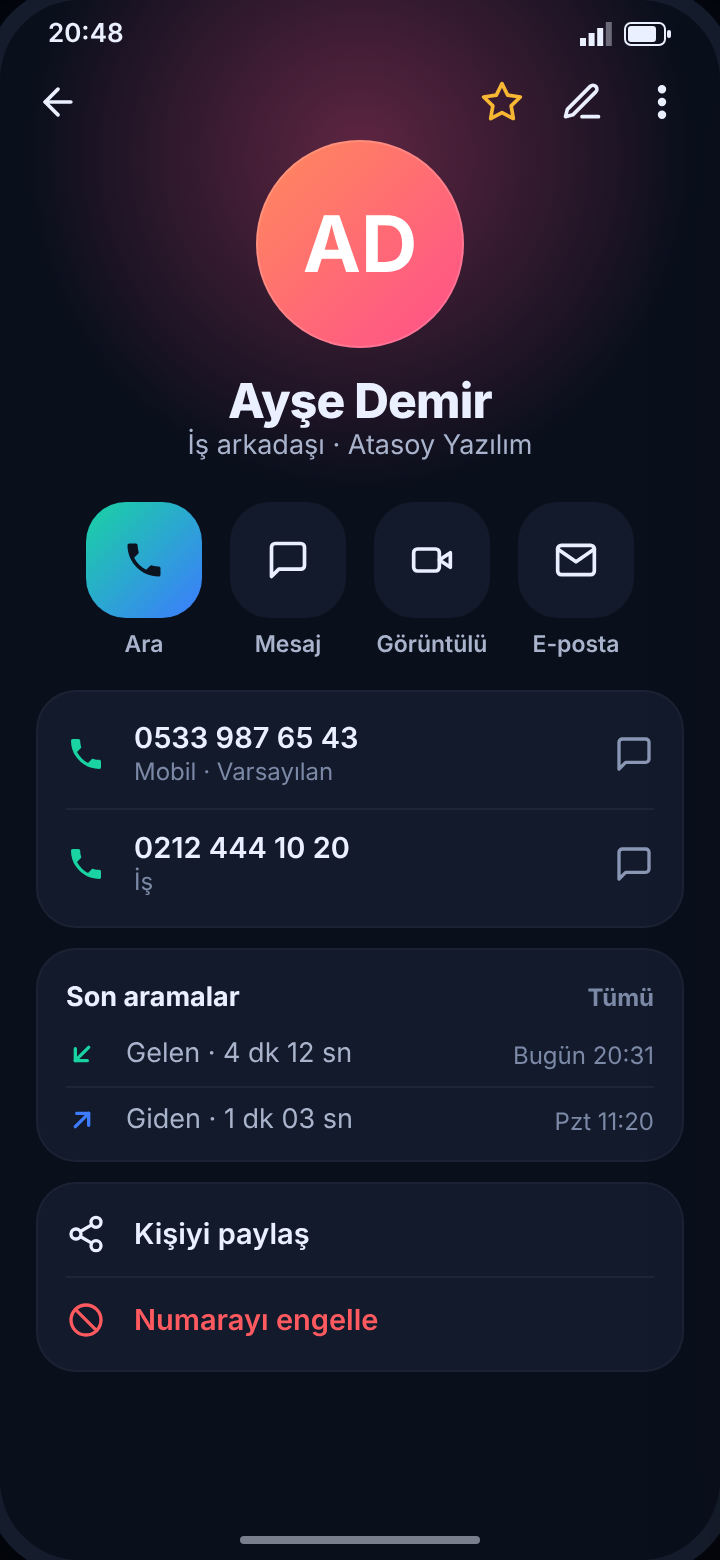 20:48
AD
Ayşe Demir
İş arkadaşı · Atasoy Yazılım
Ara
Mesaj
Görüntülü
E-posta
0533 987 65 43
Mobil · Varsayılan
0212 444 10 20
İş
Son aramalar
Tümü
Gelen · 4 dk 12 sn
Bugün 20:31
Giden · 1 dk 03 sn
Pzt 11:20
Kişiyi paylaş
Numarayı engelle